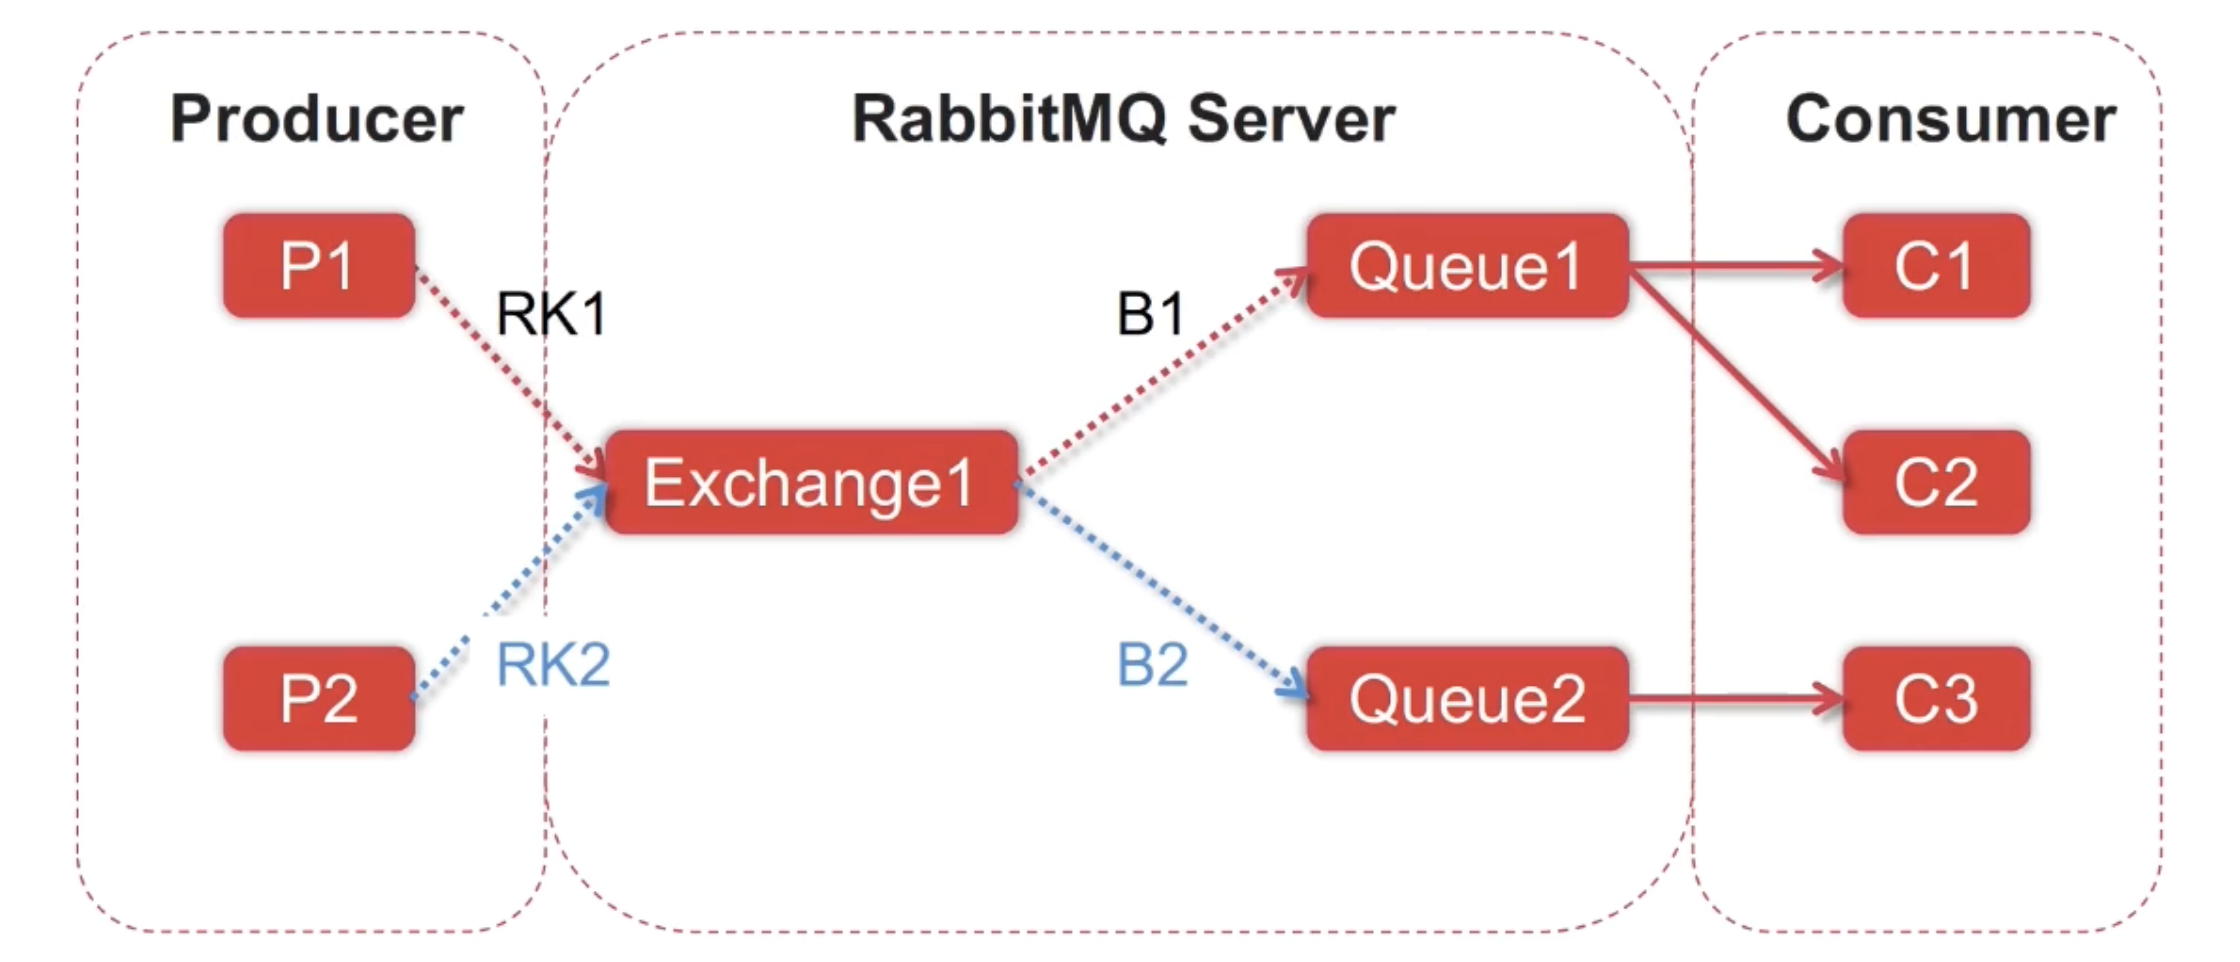 Producer
RabbitMQ Server
Consumer
P1
RK1
B1
Queue1
C1
Exchange1
C2
P2
RK2
B2
Queue2
C3